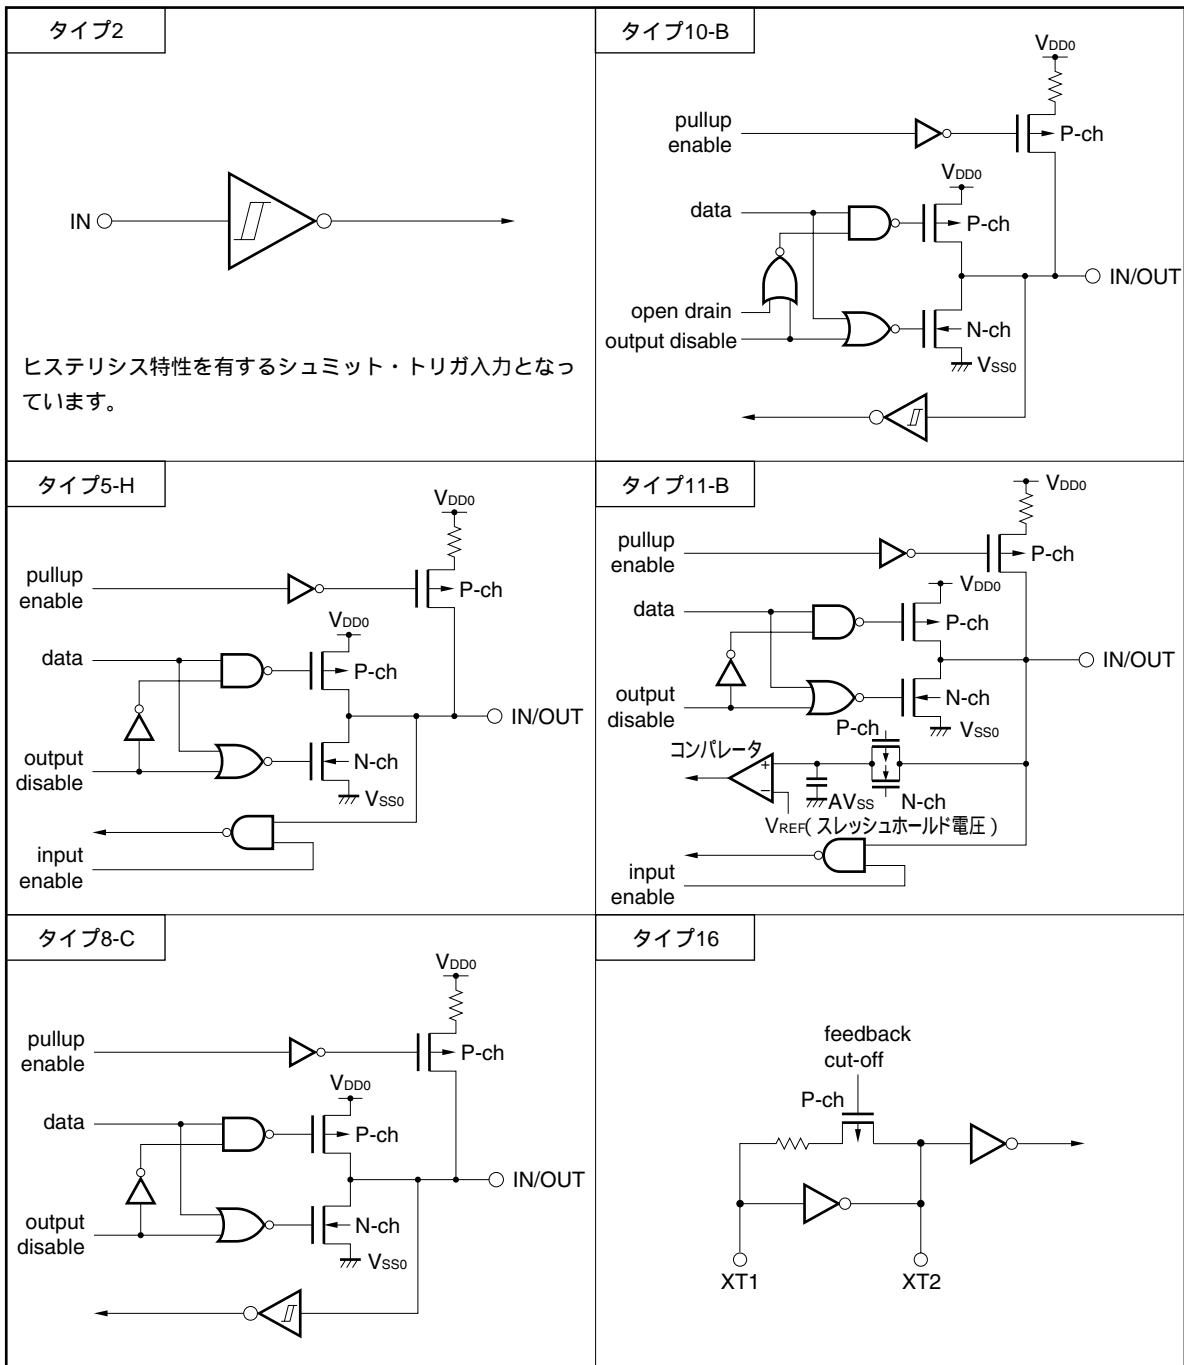 タイプ2
IN
ヒステリシス特性を有するシュミット・トリガ入力となっ
ています。
タイプ10-B
VDD0
pullup
enable
P-ch
VDD0
data
P-ch
IN/OUT
open drain
output disable
N-ch
VSS0
タイプ5-H
VDD0
pullup
enable
P-ch
VDD0
data
P-ch
IN/OUT
output
disable
N-ch
VSS0
input
enable
タイプ11-B
VDD0
pullup
enable
P-ch
VDD0
data
P-ch
IN/OUT
output
disable
N-ch
P-ch
VSS0
コンパレータ
+
−
AVSS
N-ch
VREF(スレッシュホールド電圧)
input
enable
タイプ8-C
VDD0
pullup
enable
P-ch
VDD0
data
P-ch
IN/OUT
output
disable
N-ch
VSS0
タイプ16
feedback
cut-off
P-ch
XT1
XT2